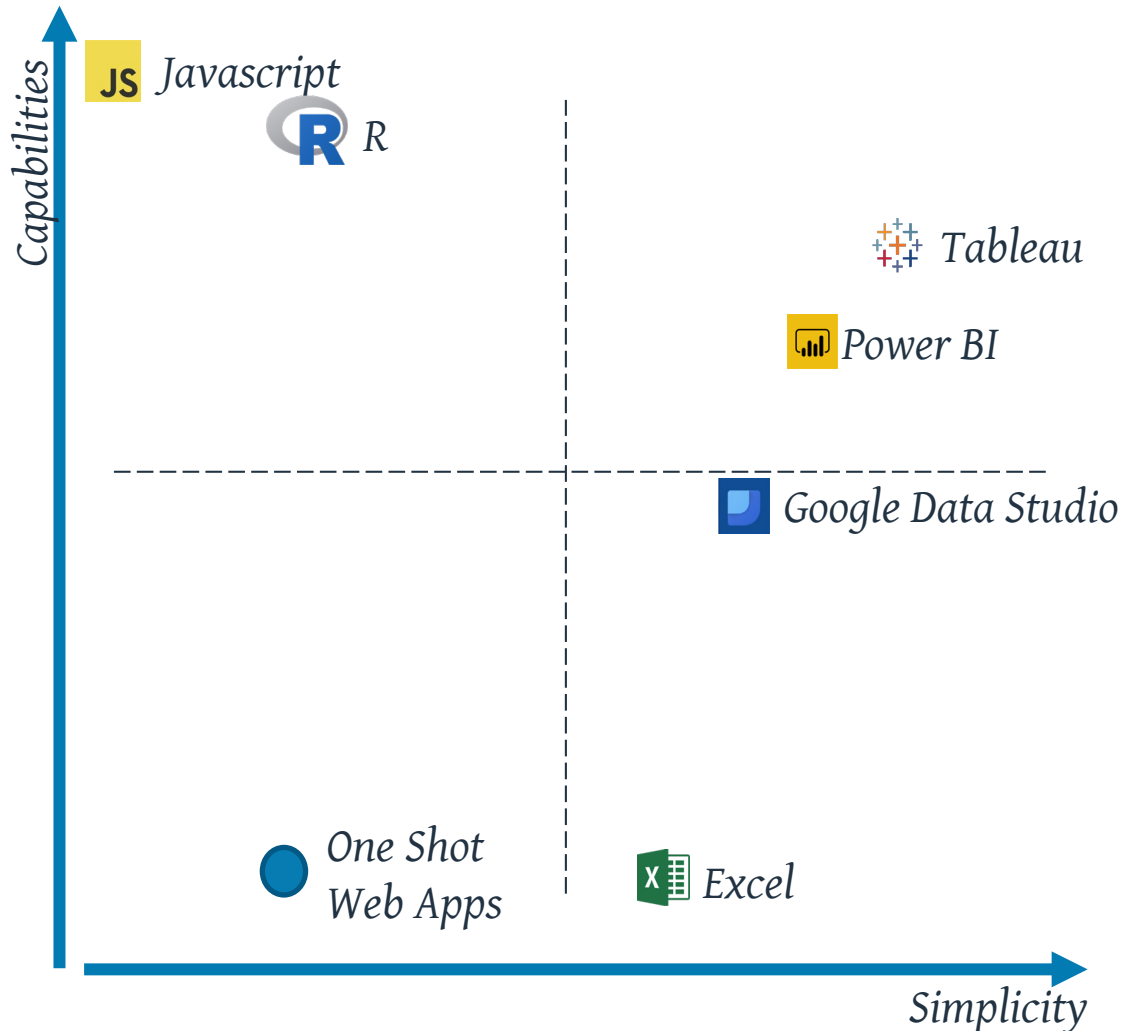 Capabilities
JS Javascript
R R
Tableau
Power BI
Google Data Studio
One Shot
Web Apps
X Excel
Simplicity